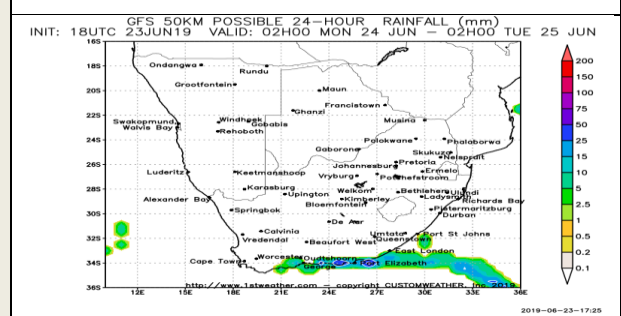 GFS 50KM POSSIBLE 24-HOUR RAINFALL (mm)
INIT: 18UTC 23JUN19 VALID: 02H00 MON 24 JUN - 02H00 TUE 25 JUN
16S
18S
20S
22S
24S
26S
28S
30S
32S
34S
36S
Ondangwa
Rundu
Grootfontein
Maun
Francistown
Ghanzi
Windhoek
Gobabis
Swakopmund
Walvis Bay
Rehoboth
Musina
Polokwane
Phalaborwa
Gaborone
Skukuza
Nelspruit
Johannesburg
Pretoria
Luderitz
Keetmanshoop
Vryburg
Potchefstroom
Ermelo
Karasburg
Upington
Welkom
Bethlehem
Ulundi
Alexander Bay
Kimberley
Ladysmith
Richards Bay
Bloemfontein
Springbok
Pietermaritzburg
Durban
De Aar
Calvinia
Vredendal
Umtata
Port St Johns
Queenstown
Beaufort West
East London
Cape Town
Worcester
Oudtshoorn
George
Port Elizabeth
http://www.1stweather.com - copyright CUSTOMWEATHER, Inc 2019
12E 15E 18E 21E 24E 27E 30E 33E 36E
200
150
100
75
50
25
15
10
5
2.5
1
0.5
0.2
0.1
2019-06-23-17:25